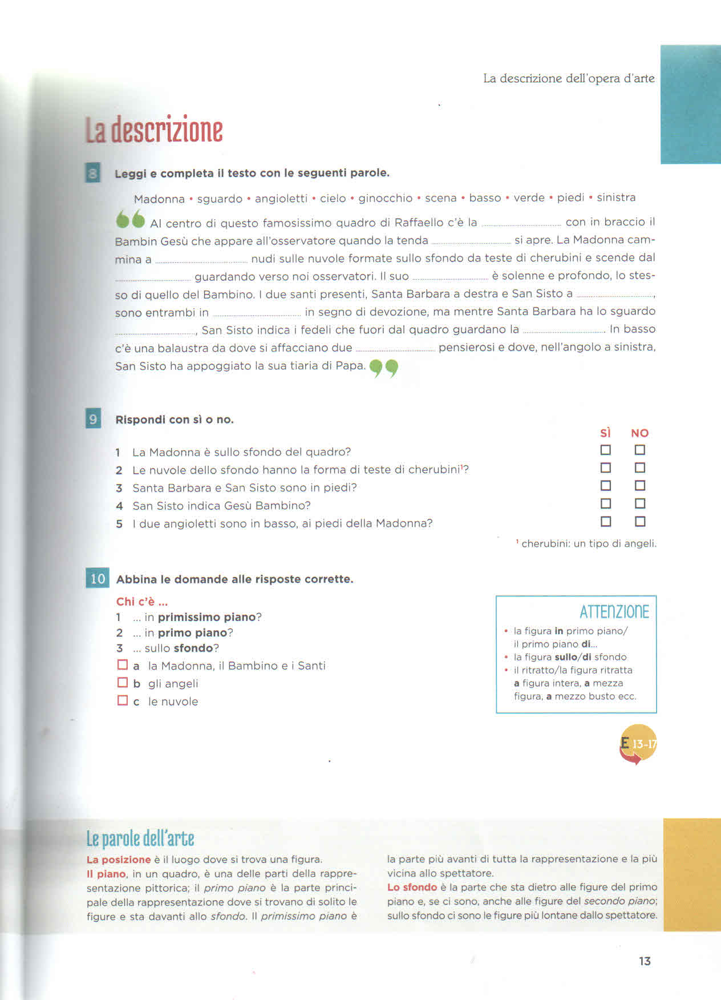 La descrizione dell'opera d'arte
La descrizione
8 Leggi e completa il testo con le seguenti parole.
Madonna • sguardo • angioletti • cielo • ginocchio • scena • basso • verde • piedi • sinistra
“ Al centro di questo famosissimo quadro di Raffaello c'è la ........ con in braccio il
Bambin Gesù che appare all'osservatore quando la tenda ........ si apre. La Madonna cam-
mina a ........ nudi sulle nuvole formate sullo sfondo da teste di cherubini e scende dal
........ guardando verso noi osservatori. Il suo ........ è solenne e profondo, lo stes-
so di quello del Bambino. I due santi presenti, Santa Barbara a destra e San Sisto a ........,
sono entrambi in ........ in segno di devozione, ma mentre Santa Barbara ha lo sguardo
........, San Sisto indica i fedeli che fuori dal quadro guardano la ......... In basso
c'è una balaustra da dove si affacciano due ........ pensierosi e dove, nell'angolo a sinistra,
San Sisto ha appoggiato la sua tiaria di Papa. ”
9 Rispondi con sì o no.
SÌ NO
1 La Madonna è sullo sfondo del quadro?
2 Le nuvole dello sfondo hanno la forma di teste di cherubini¹?
3 Santa Barbara e San Sisto sono in piedi?
4 San Sisto indica Gesù Bambino?
5 I due angioletti sono in basso, ai piedi della Madonna?
¹ cherubini: un tipo di angeli.
10 Abbina le domande alle risposte corrette.
Chi c'è ...
1 ... in primissimo piano?
2 ... in primo piano?
3 ... sullo sfondo?
a la Madonna, il Bambino e i Santi
b gli angeli
c le nuvole
ATTENZIONE
• la figura in primo piano/
il primo piano di...
• la figura sullo/di sfondo
• il ritratto/la figura ritratta
a figura intera, a mezza
figura, a mezzo busto ecc.
E 13-17
Le parole dell'arte
La posizione è il luogo dove si trova una figura.
Il piano, in un quadro, è una delle parti della rappre-
sentazione pittorica; il primo piano è la parte princi-
pale della rappresentazione dove si trovano di solito le
figure e sta davanti allo sfondo. Il primissimo piano è
la parte più avanti di tutta la rappresentazione e la più
vicina allo spettatore.
Lo sfondo è la parte che sta dietro alle figure del primo
piano e, se ci sono, anche alle figure del secondo piano;
sullo sfondo ci sono le figure più lontane dallo spettatore.
13